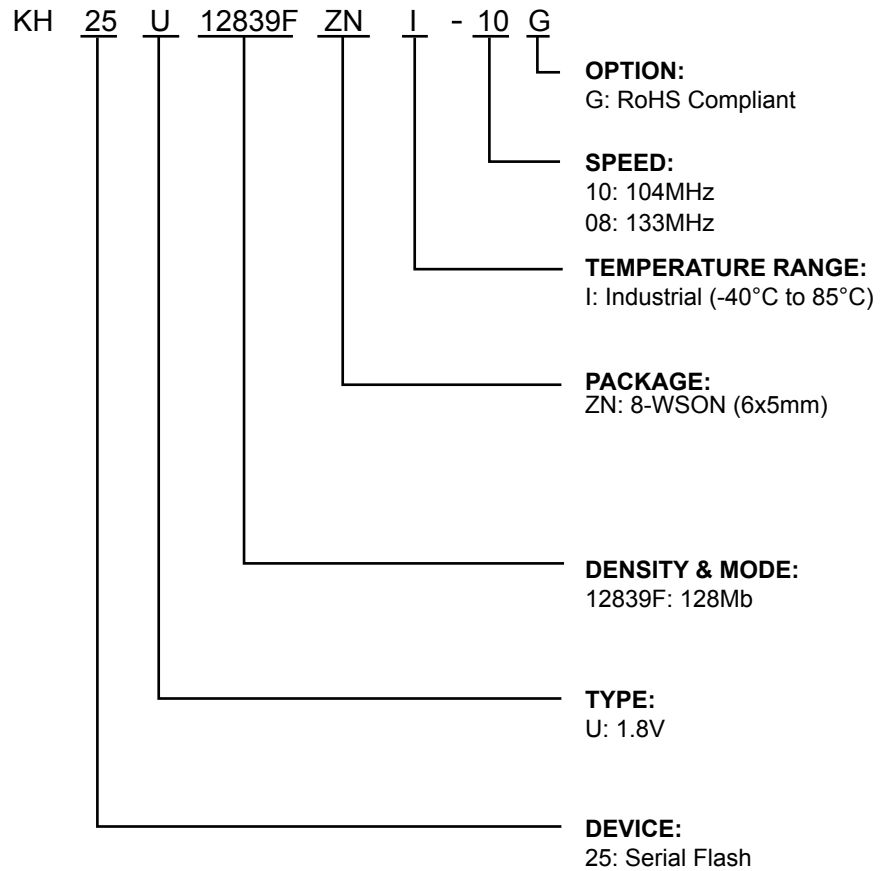 KH 25 U 12839F ZN I - 10 G
OPTION:
G: RoHS Compliant
SPEED:
10: 104MHz
08: 133MHz
TEMPERATURE RANGE:
I: Industrial (-40°C to 85°C)
PACKAGE:
ZN: 8-WSON (6x5mm)
DENSITY & MODE:
12839F: 128Mb
TYPE:
U: 1.8V
DEVICE:
25: Serial Flash